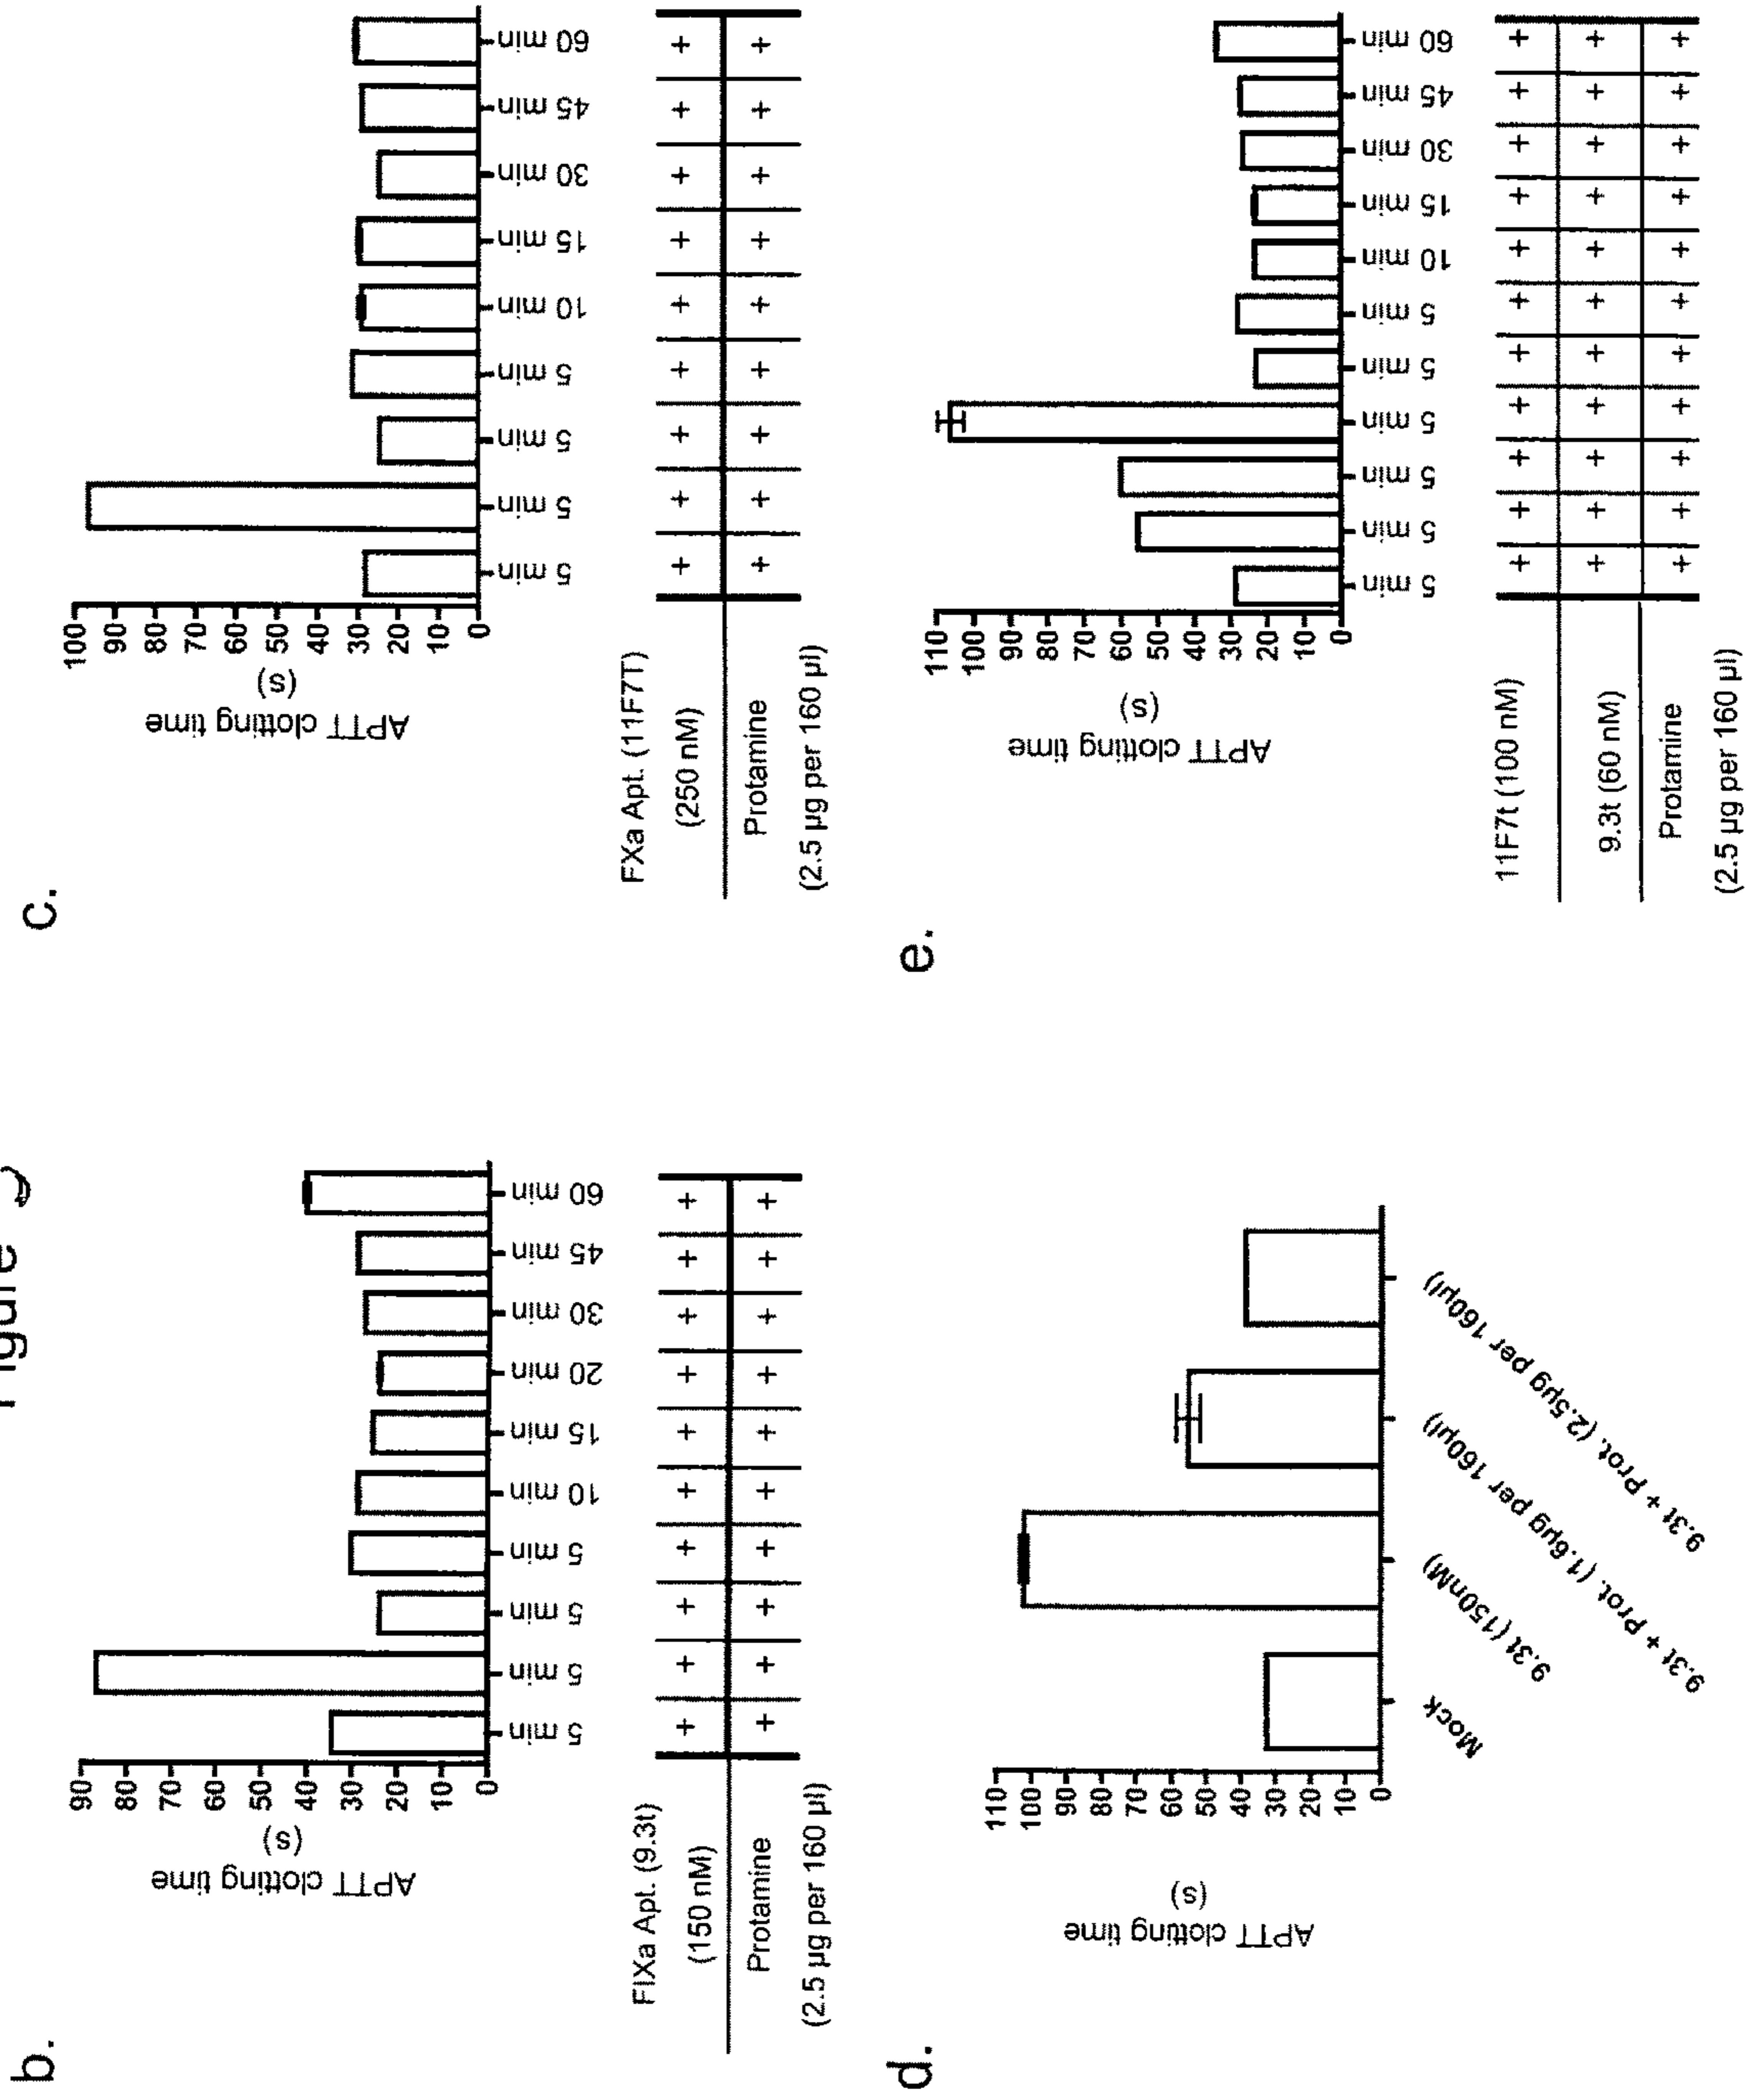 Figure
b.
APTT clotting time
(s)
90
80
70
60
50
40
30
20
10
0
5 min
5 min
5 min
5 min
10 min
15 min
20 min
30 min
45 min
60 min
FIXa Apt. (9.3t)
(150 nM)
+ + + + + + + + + +
Protamine
(2.5 µg per 160 µl)
+ + + + + + + + + +
c.
APTT clotting time
(s)
100
90
80
70
60
50
40
30
20
10
0
5 min
5 min
5 min
5 min
10 min
15 min
30 min
45 min
60 min
FXa Apt. (11F7T)
(250 nM)
+ + + + + + + + +
Protamine
(2.5 µg per 160 µl)
+ + + + + + + + +
d.
APTT clotting time
(s)
110
100
90
80
70
60
50
40
30
20
10
0
Mock
9.3t (150nM)
9.3t + Prot. (1.6µg per 160µl)
9.3t + Prot. (2.5µg per 160µl)
e.
APTT clotting time
(s)
110
100
90
80
70
60
50
40
30
20
10
0
5 min
5 min
5 min
5 min
5 min
5 min
10 min
15 min
30 min
45 min
60 min
11F7t (100 nM)
+ + + + + + + + + + +
9.3t (60 nM)
+ + + + + + + + + + +
Protamine
(2.5 µg per 160 µl)
+ + + + + + + + + + +